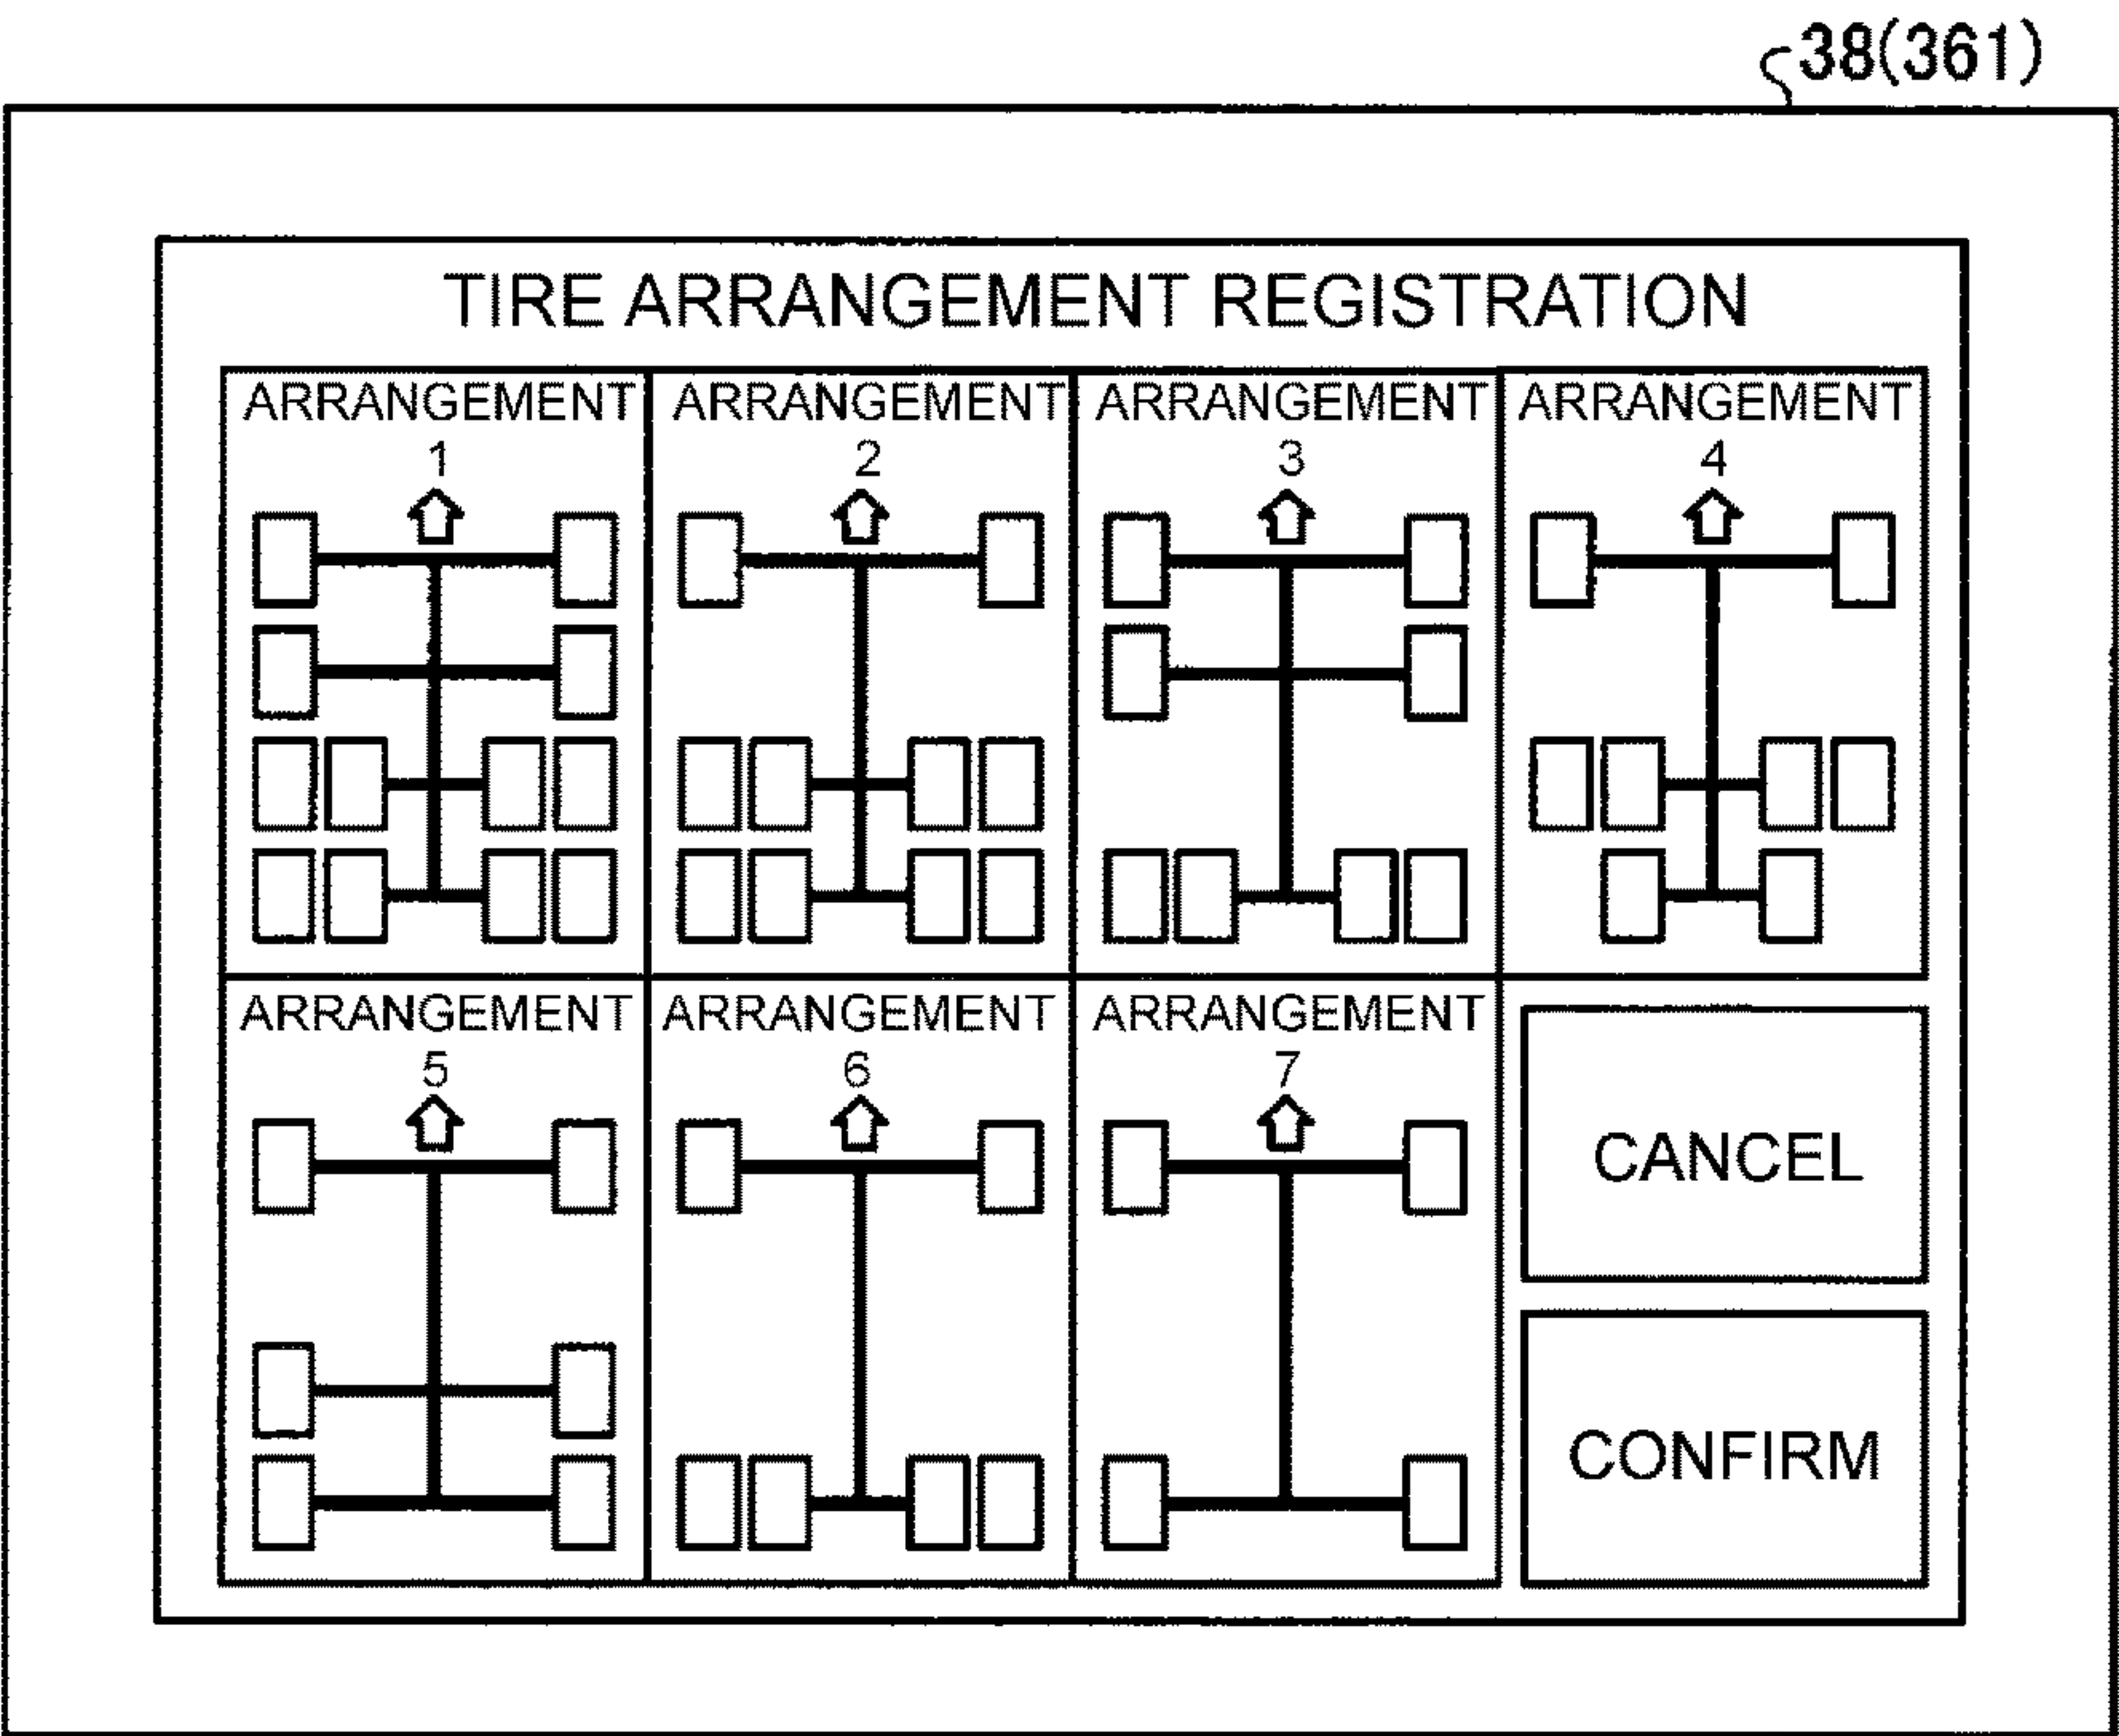 38(361)
TIRE ARRANGEMENT REGISTRATION
ARRANGEMENT
1
ARRANGEMENT
2
ARRANGEMENT
3
ARRANGEMENT
4
ARRANGEMENT
5
ARRANGEMENT
6
ARRANGEMENT
7
CANCEL
CONFIRM